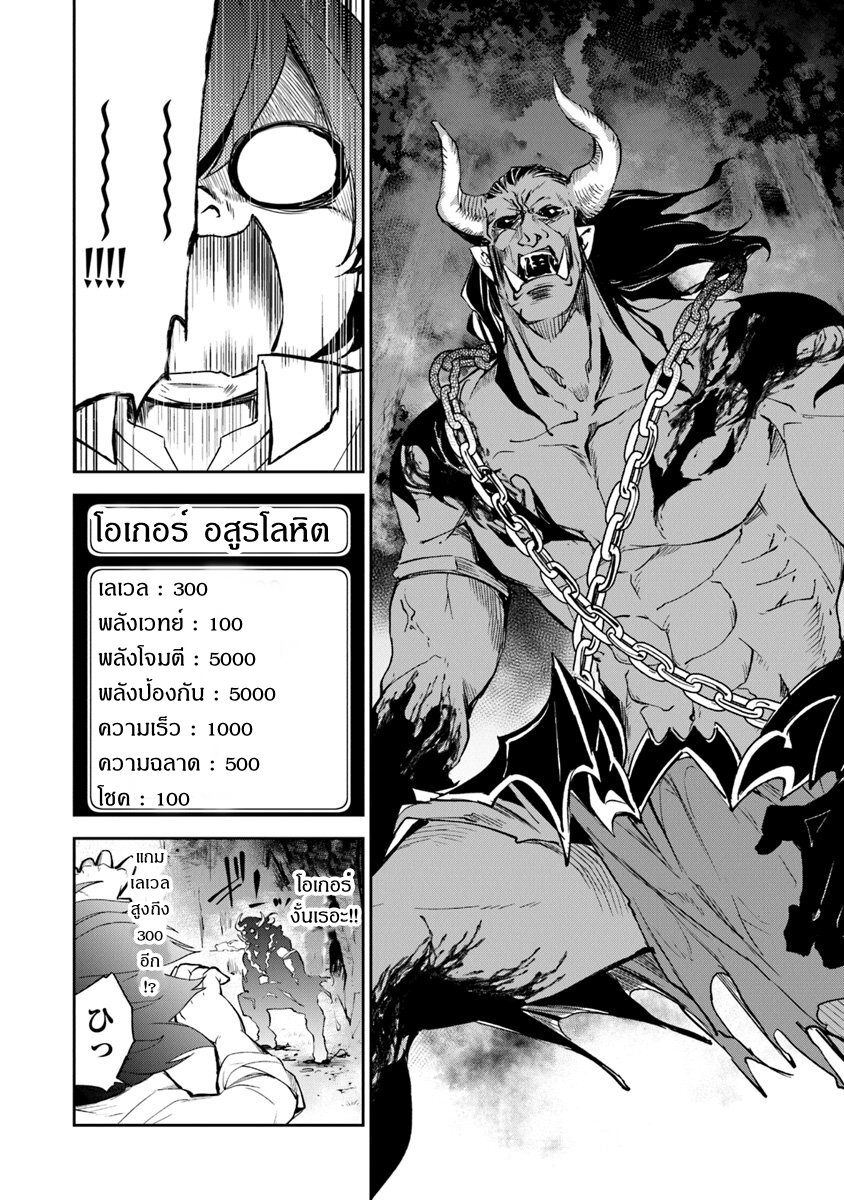 !!!!
โอเกอร์ อสูรโลหิต
เลเวล : 300
พลังเวทย์ : 100
พลังโจมตี : 5000
พลังป้องกัน : 5000
ความเร็ว : 1000
ความฉลาด : 500
โชค : 100
โอเกอร์
งั้นเรอะ!!
แถม
เลเวล
สูงถึง
300
อีก
!?
ひっ